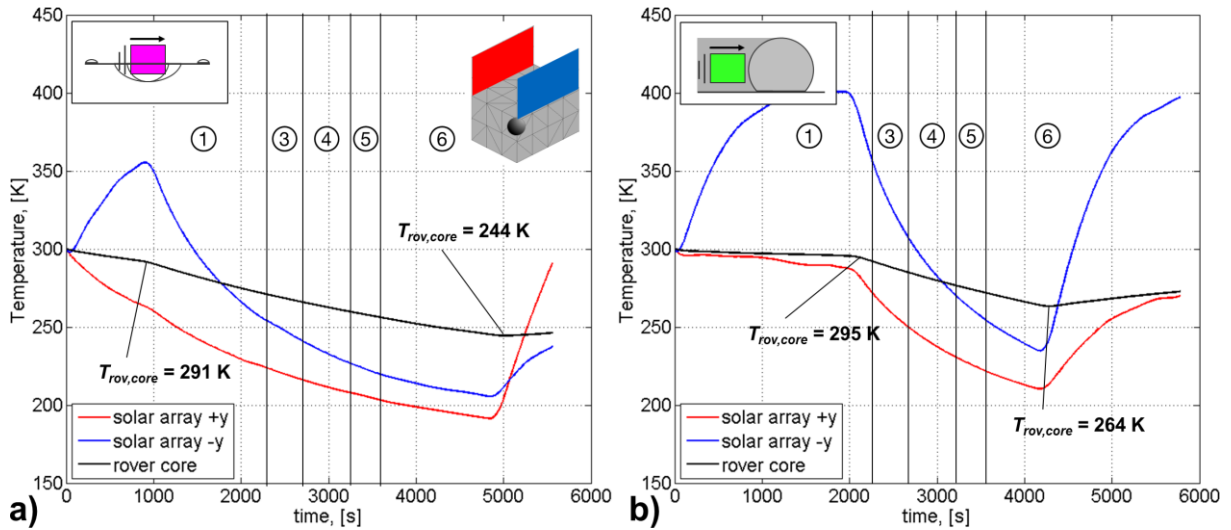 450
400
350
300
250
200
150
Temperature, [K]
① ③ ④ ⑤ ⑥
T_rov,core = 244 K
T_rov,core = 291 K
solar array +y
solar array -y
rover core
0 1000 2000 3000 4000 5000 6000
time, [s]
a)
450
400
350
300
250
200
150
Temperature, [K]
① ③ ④ ⑤ ⑥
T_rov,core = 295 K
T_rov,core = 264 K
solar array +y
solar array -y
rover core
0 1000 2000 3000 4000 5000 6000
time, [s]
b)